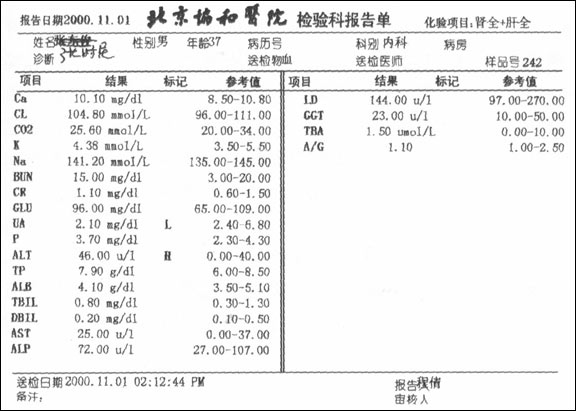 报告日期2000.11.01 北京协和医院 检验科报告单 化验项目:肾全+肝全
姓名 性别男 年龄37 病历号 科别 内科 病房
诊断 送检物血 送检医师 样品号 242
项目 结果 标记 参考值 项目 结果 标记 参考值
Ca 10.10 mg/dl 8.50-10.80 LD 144.00 u/l 97.00-270.00
CL 104.80 mmol/L 96.00-111.00 GGT 23.00 u/l 10.00-50.00
CO2 25.60 mmol/L 20.00-34.00 TBA 1.50 umol/L 0.00-10.00
K 4.38 mmol/L 3.50-5.50 A/G 1.10 1.00-2.50
Na 141.20 mmol/L 135.00-145.00
BUN 15.00 mg/dl 3.00-20.00
CR 1.10 mg/dl 0.60-1.50
GLU 96.00 mg/dl 65.00-109.00
UA 2.10 mg/dl L 2.40-6.80
P 3.70 mg/dl 2.30-4.30
ALT 46.00 u/l H 0.00-40.00
TP 7.90 g/dl 6.00-8.50
ALB 4.10 g/dl 3.50-5.10
TBIL 0.80 mg/dl 0.30-1.30
DBIL 0.20 mg/dl 0.10-0.50
AST 25.00 u/l 0.00-37.00
ALP 72.00 u/l 27.00-107.00
送检日期2000.11.01 02:12:44 PM 报告
备注: 审核人